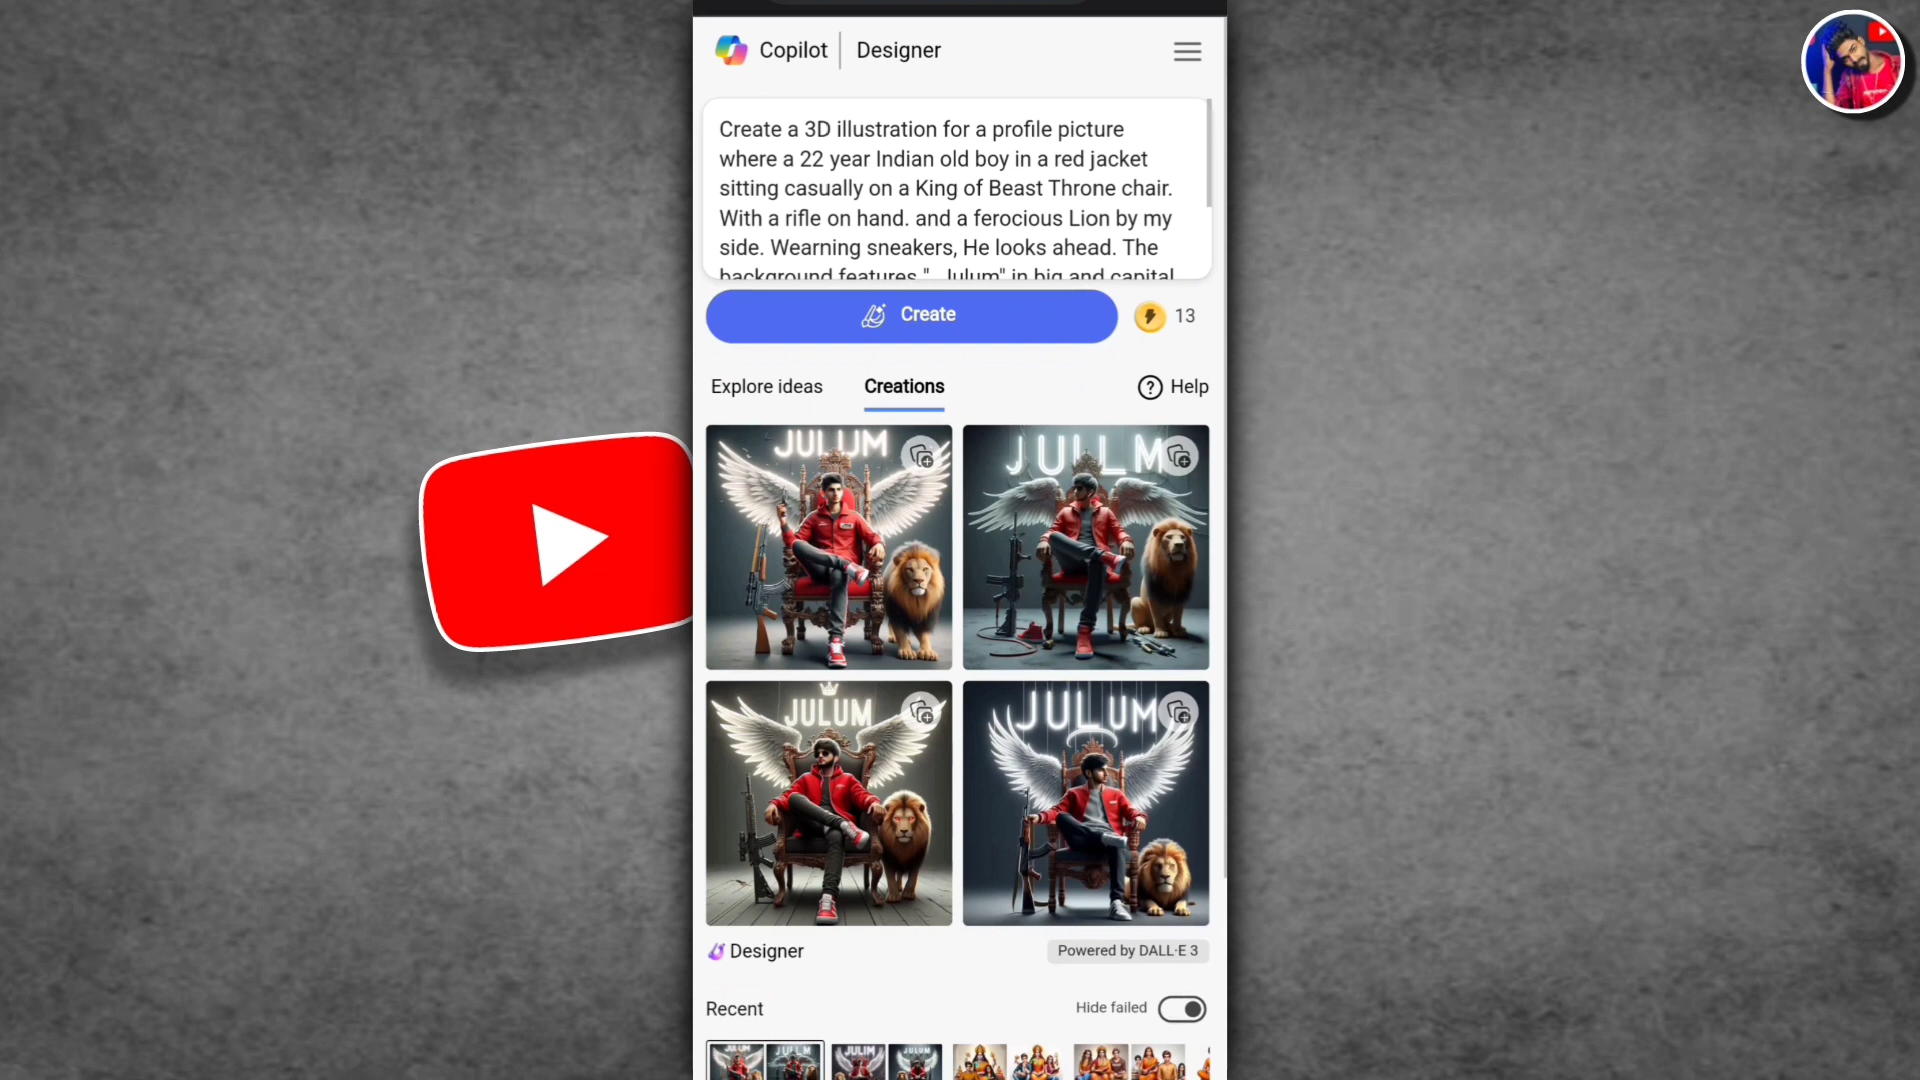 Copilot | Designer
Create a 3D illustration for a profile picture
where a 22 year Indian old boy in a red jacket
sitting casually on a King of Beast Throne chair.
With a rifle on hand. and a ferocious Lion by my
side. Wearning sneakers, He looks ahead. The
background features " Julum" in big and capital
Create
13
Explore ideas
Creations
Help
JULUM
JULLM
JULUM
JULUM
Designer
Powered by DALL·E 3
Recent
Hide failed